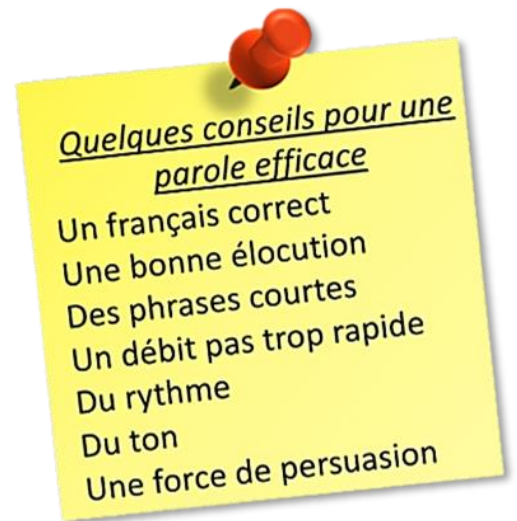 Quelques conseils pour une
parole efficace
Un français correct
Une bonne élocution
Des phrases courtes
Un débit pas trop rapide
Du rythme
Du ton
Une force de persuasion